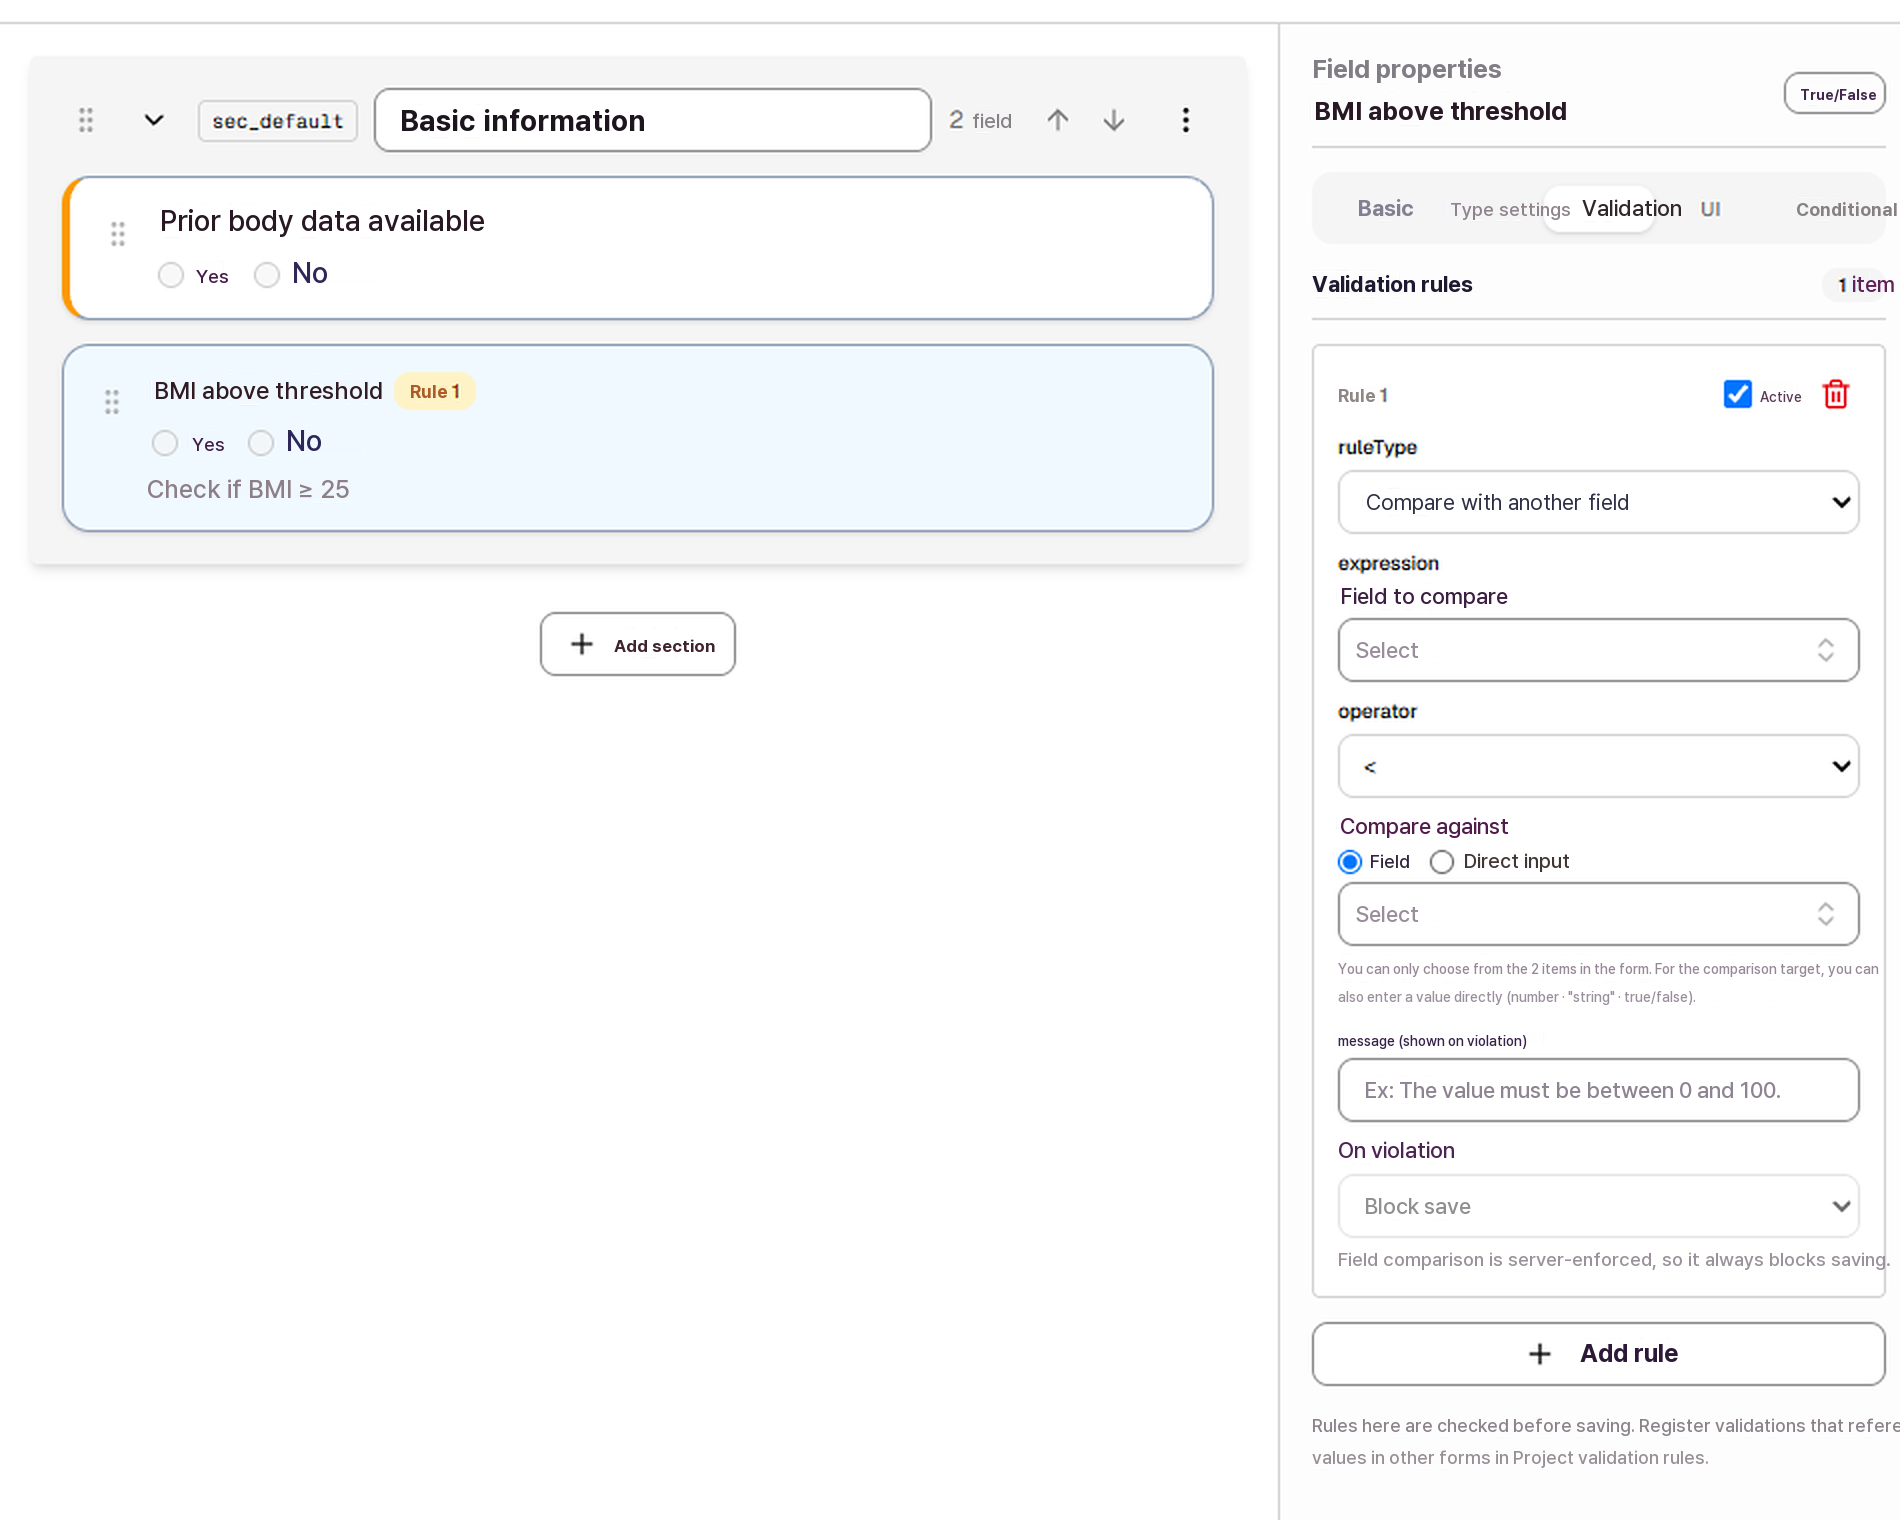 sec_default
Basic information
2 field
Prior body data available
Yes
No
BMI above threshold
Rule 1
Yes
No
Check if BMI ≥ 25
Add section
Field properties
BMI above threshold
True/False
Basic
Type settings
Validation
UI
Conditional
Validation rules
1 item
Rule 1
Active
ruleType
Compare with another field
expression
Field to compare
Select
operator
<
Compare against
Field
Direct input
Select
You can only choose from the 2 items in the form. For the comparison target, you can
also enter a value directly (number · "string" · true/false).
message (shown on violation)
Ex: The value must be between 0 and 100.
On violation
Block save
Field comparison is server-enforced, so it always blocks saving.
Add rule
Rules here are checked before saving. Register validations that refere
values in other forms in Project validation rules.